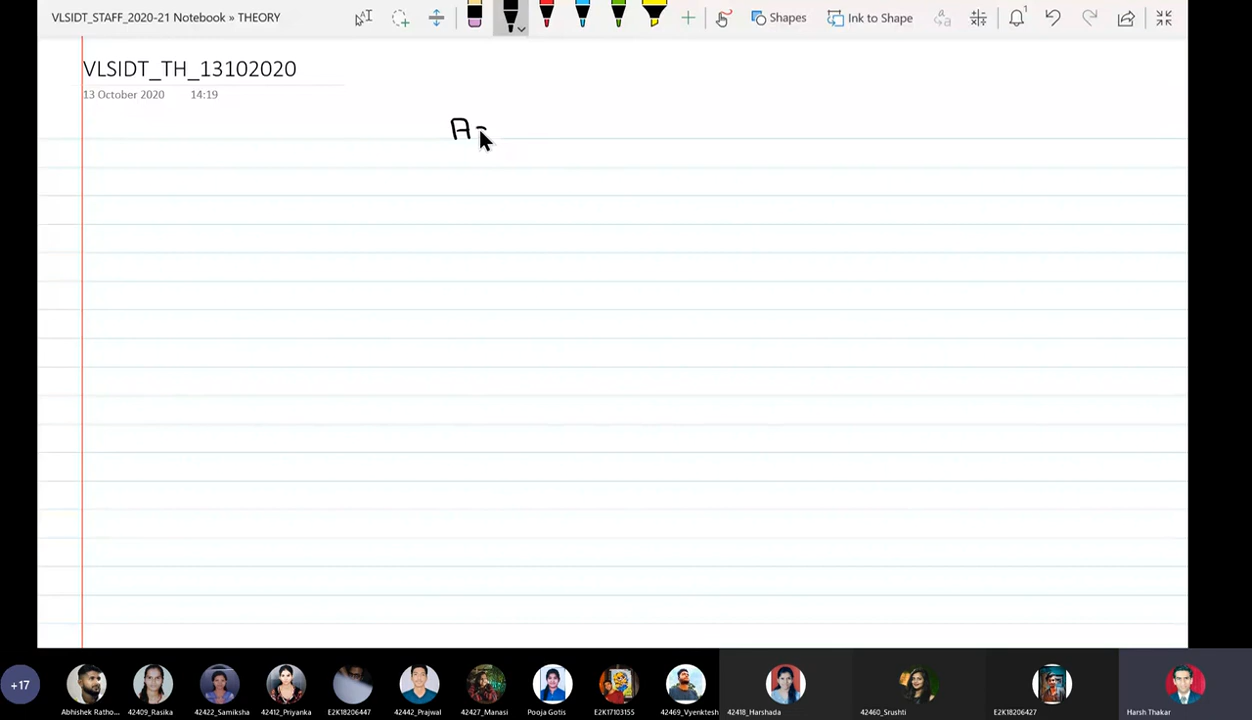 VLSIDT_STAFF_2020-21 Notebook » THEORY
Shapes
Ink to Shape
VLSIDT_TH_13102020
13 October 2020 14:19
A
+17
Abhishek Ratho...
42409_Rasika
42422_Samiksha
42412_Priyanka
E2K18206447
42442_Prajwal
42427_Manasi
Pooja Gotis
E2K17103155
42469_Vyenktesh
42418_Harshada
42460_Srushti
E2K18206427
Harsh Thakar